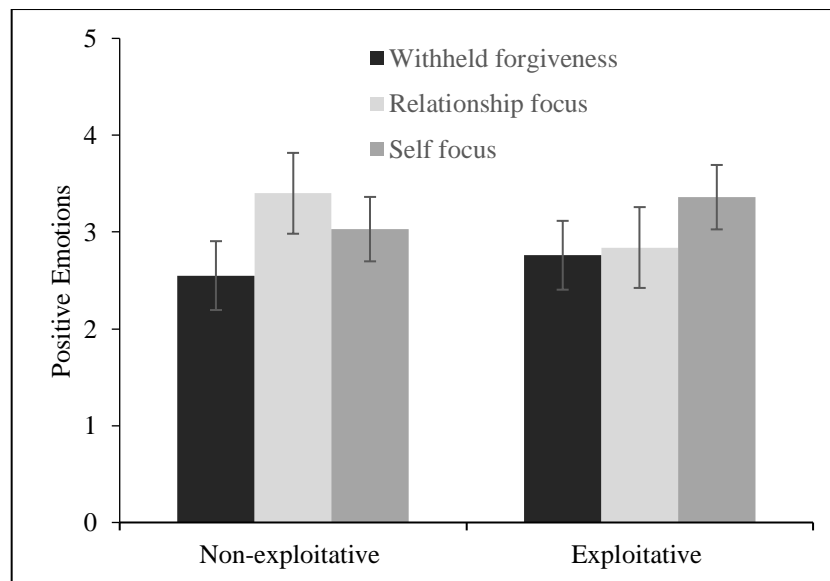 5
Withheld forgiveness
Relationship focus
4
Self focus
3
Positive Emotions
2
1
0
Non-exploitative
Exploitative